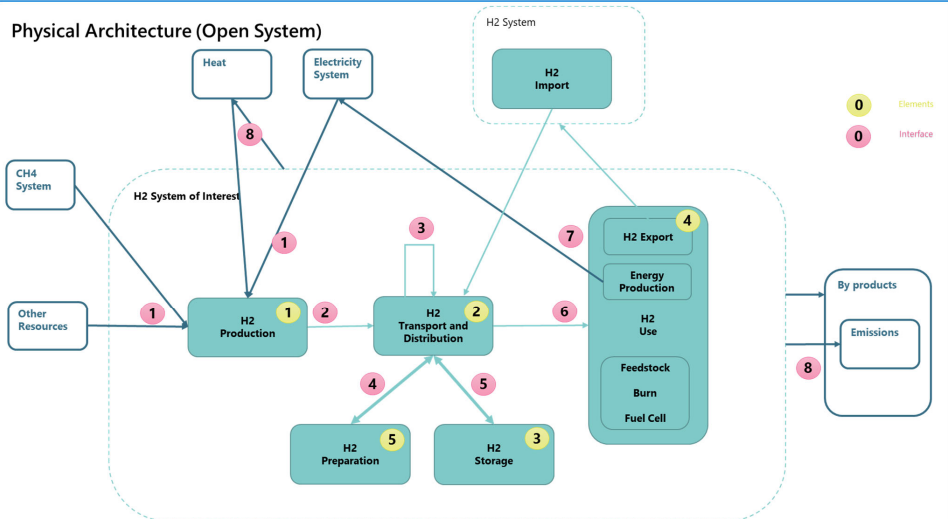 Physical Architecture (Open System)
H2 System
Heat
Electricity
System
H2
Import
0
Elements
0
Interface
8
CH4
System
H2 System of Interest
4
H2 Export
3
7
1
Energy
Production
By products
Other
Resources
1
H2
Production
1
2
H2
Transport and
Distribution
2
6
H2
Use
Emissions
8
4
5
Feedstock
Burn
Fuel Cell
H2
Preparation
5
H2
Storage
3